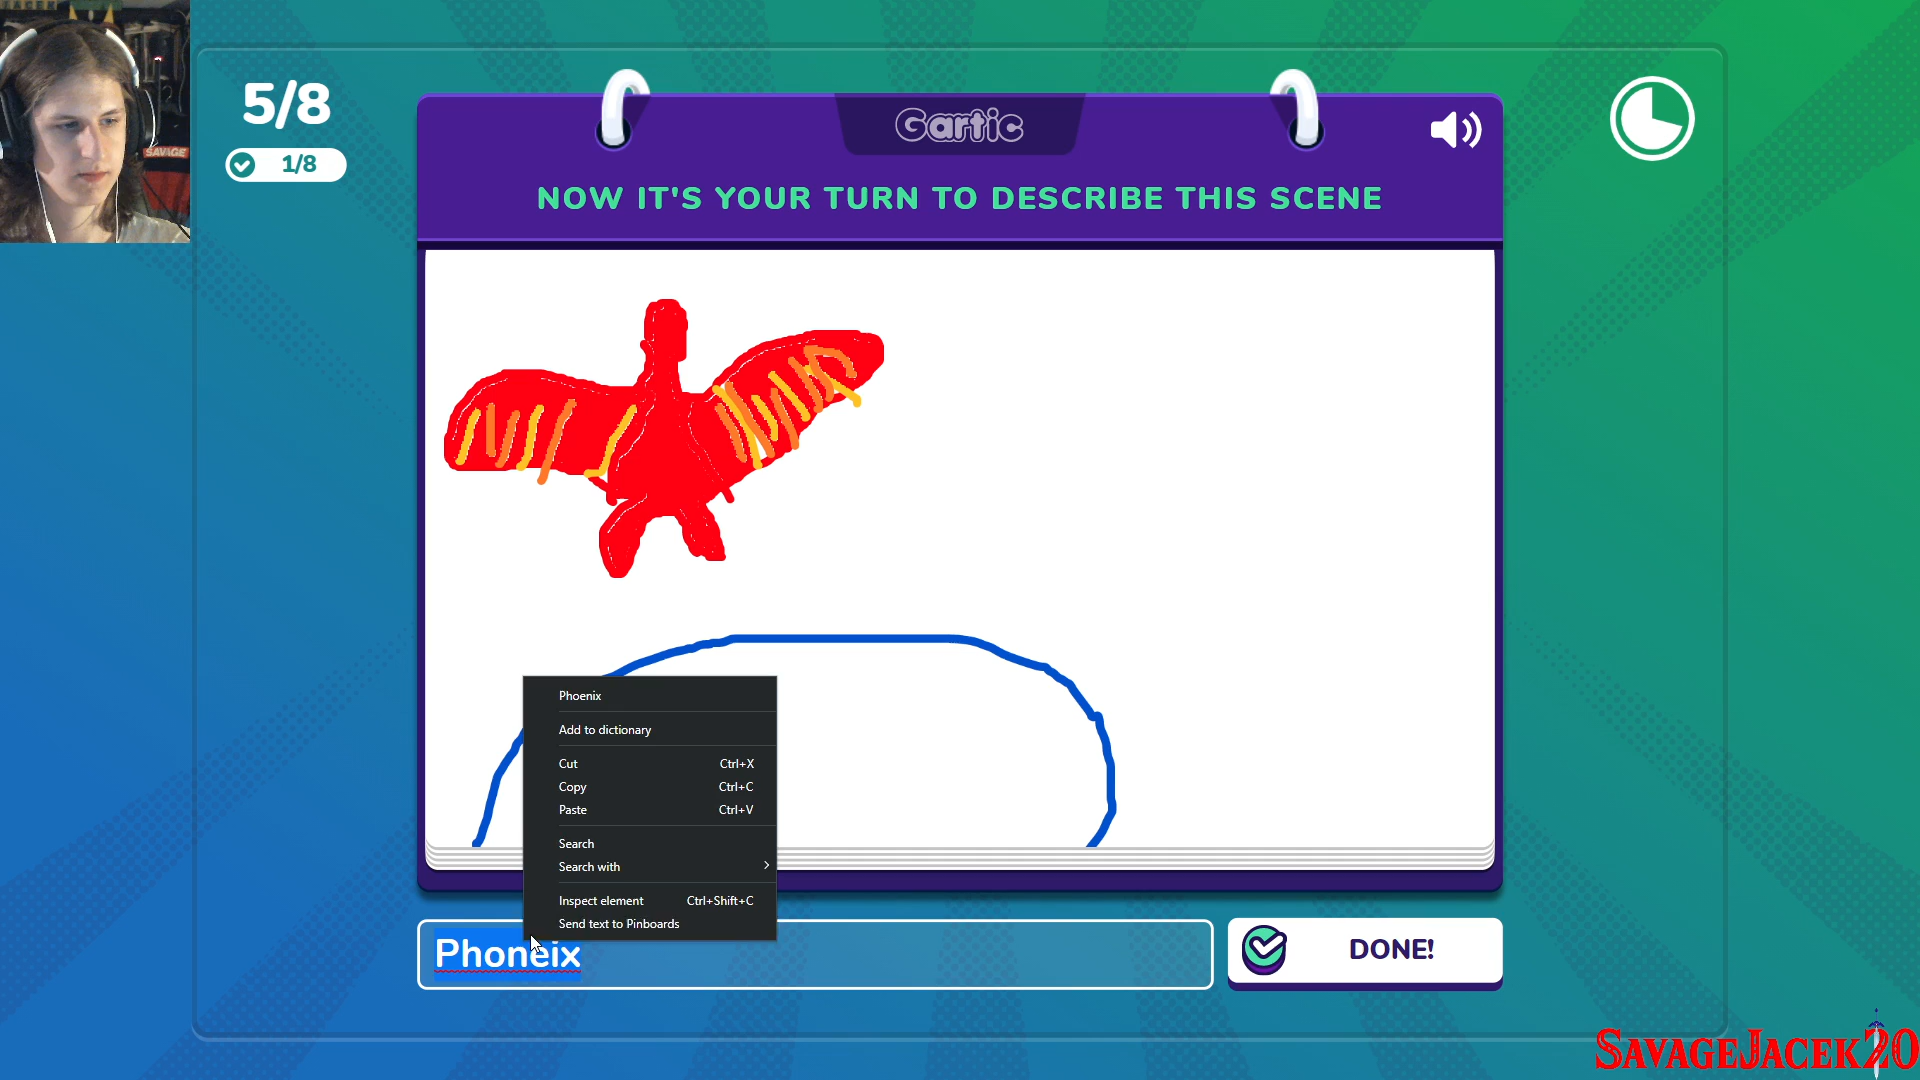 5/8
1/8
Gartic
NOW IT'S YOUR TURN TO DESCRIBE THIS SCENE
SAVAGE
Phoenix
Add to dictionary
Cut Ctrl+X
Copy Ctrl+C
Paste Ctrl+V
Search
Search with
Inspect element Ctrl+Shift+C
Send text to Pinboards
Phoneix
DONE!
SAVAGEJACEK20